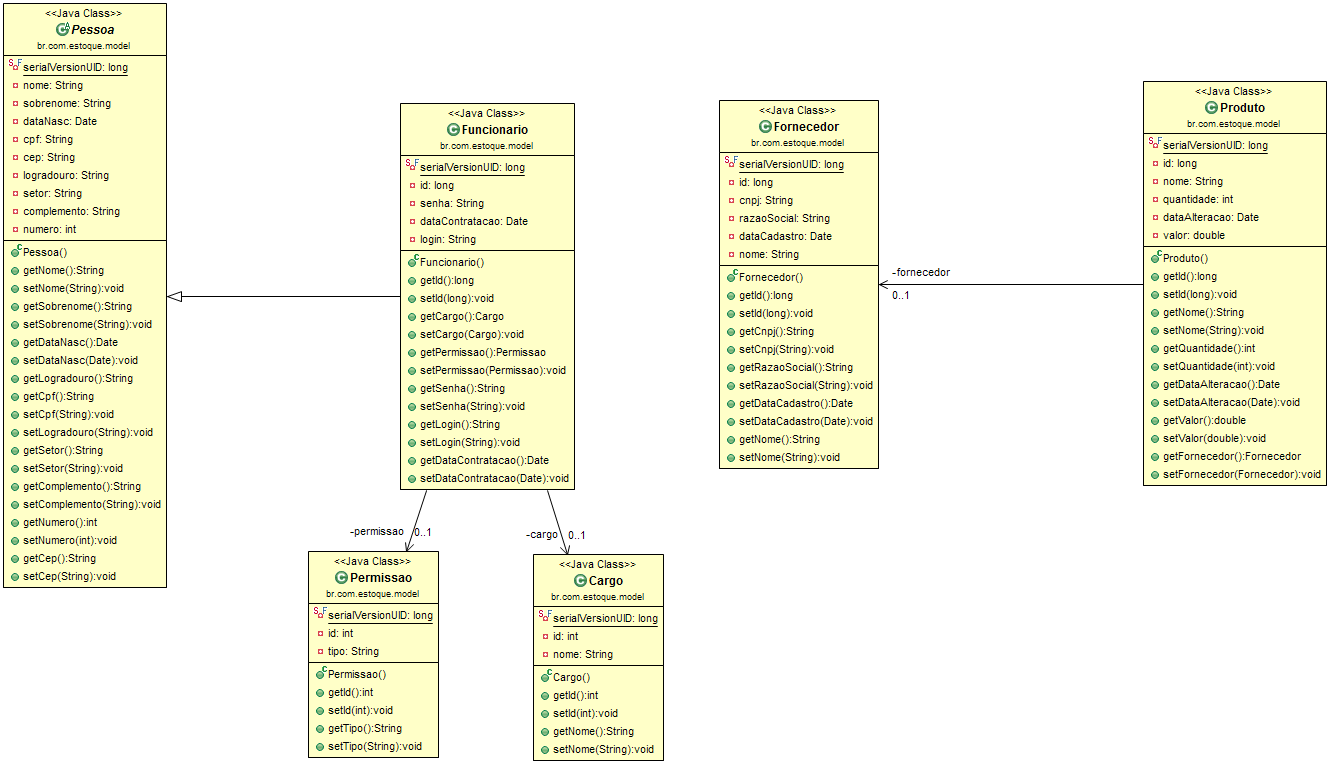 <<Java Class>>
Pessoa
br.com.estoque.model
serialVersionUID: long
nome: String
sobrenome: String
dataNasc: Date
cpf: String
cep: String
logradouro: String
setor: String
complemento: String
numero: int
Pessoa()
getNome():String
setNome(String):void
getSobrenome():String
setSobrenome(String):void
getDataNasc():Date
setDataNasc(Date):void
getLogradouro():String
getCpf():String
setCpf(String):void
setLogradouro(String):void
getSetor():String
setSetor(String):void
getComplemento():String
setComplemento(String):void
getNumero():int
setNumero(int):void
getCep():String
setCep(String):void
<<Java Class>>
Funcionario
br.com.estoque.model
serialVersionUID: long
id: long
senha: String
dataContratacao: Date
login: String
Funcionario()
getId():long
setId(long):void
getCargo():Cargo
setCargo(Cargo):void
getPermissao():Permissao
setPermissao(Permissao):void
getSenha():String
setSenha(String):void
getLogin():String
setLogin(String):void
getDataContratacao():Date
setDataContratacao(Date):void
-permissao 0..1
-cargo 0..1
<<Java Class>>
Permissao
br.com.estoque.model
serialVersionUID: long
id: int
tipo: String
Permissao()
getId():int
setId(int):void
getTipo():String
setTipo(String):void
<<Java Class>>
Cargo
br.com.estoque.model
serialVersionUID: long
id: int
nome: String
Cargo()
getId():int
setId(int):void
getNome():String
setNome(String):void
<<Java Class>>
Fornecedor
br.com.estoque.model
serialVersionUID: long
id: long
cnpj: String
razaoSocial: String
dataCadastro: Date
nome: String
Fornecedor()
getId():long
setId(long):void
getCnpj():String
setCnpj(String):void
getRazaoSocial():String
setRazaoSocial(String):void
getDataCadastro():Date
setDataCadastro(Date):void
getNome():String
setNome(String):void
-fornecedor
0..1
<<Java Class>>
Produto
br.com.estoque.model
serialVersionUID: long
id: long
nome: String
quantidade: int
dataAlteracao: Date
valor: double
Produto()
getId():long
setId(long):void
getNome():String
setNome(String):void
getQuantidade():int
setQuantidade(int):void
getDataAlteracao():Date
setDataAlteracao(Date):void
getValor():double
setValor(double):void
getFornecedor():Fornecedor
setFornecedor(Fornecedor):void